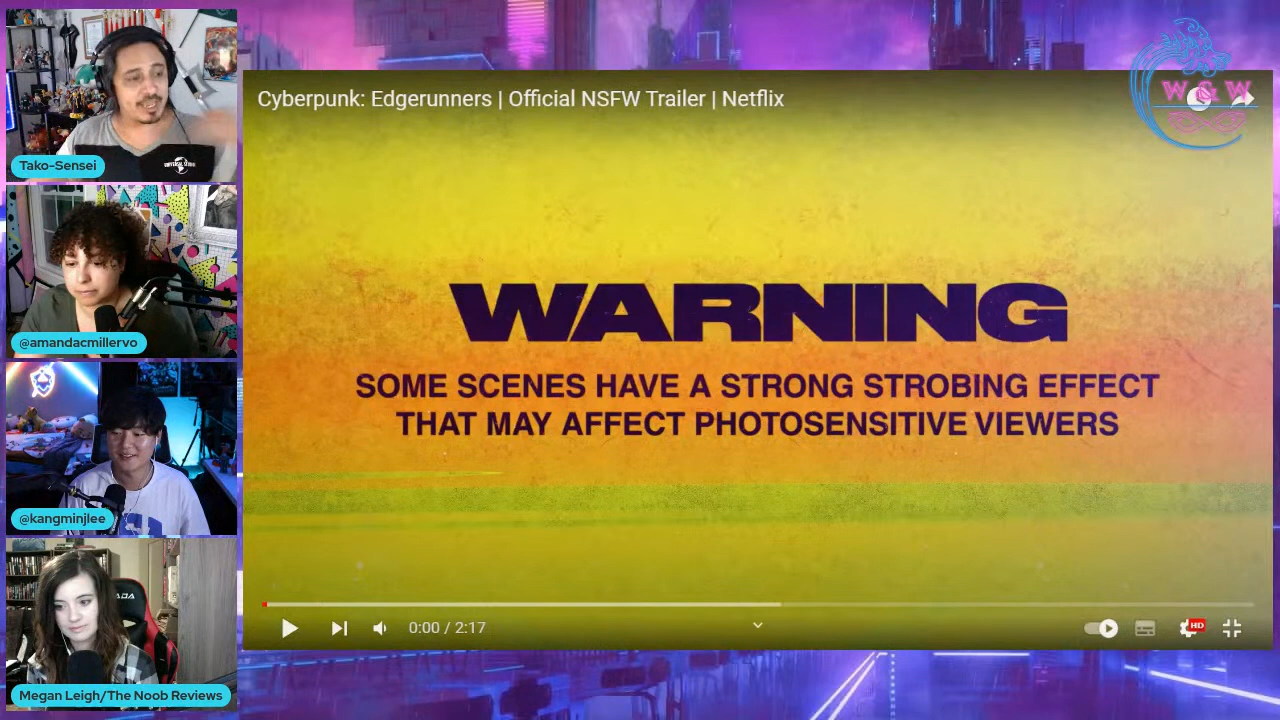 Cyberpunk: Edgerunners | Official NSFW Trailer | Netflix
W & W
Tako-Sensei
@amandacmillervo
@kangminjlee
Megan Leigh/The Noob Reviews
WARNING
SOME SCENES HAVE A STRONG STROBING EFFECT
THAT MAY AFFECT PHOTOSENSITIVE VIEWERS
0:00 / 2:17
HD